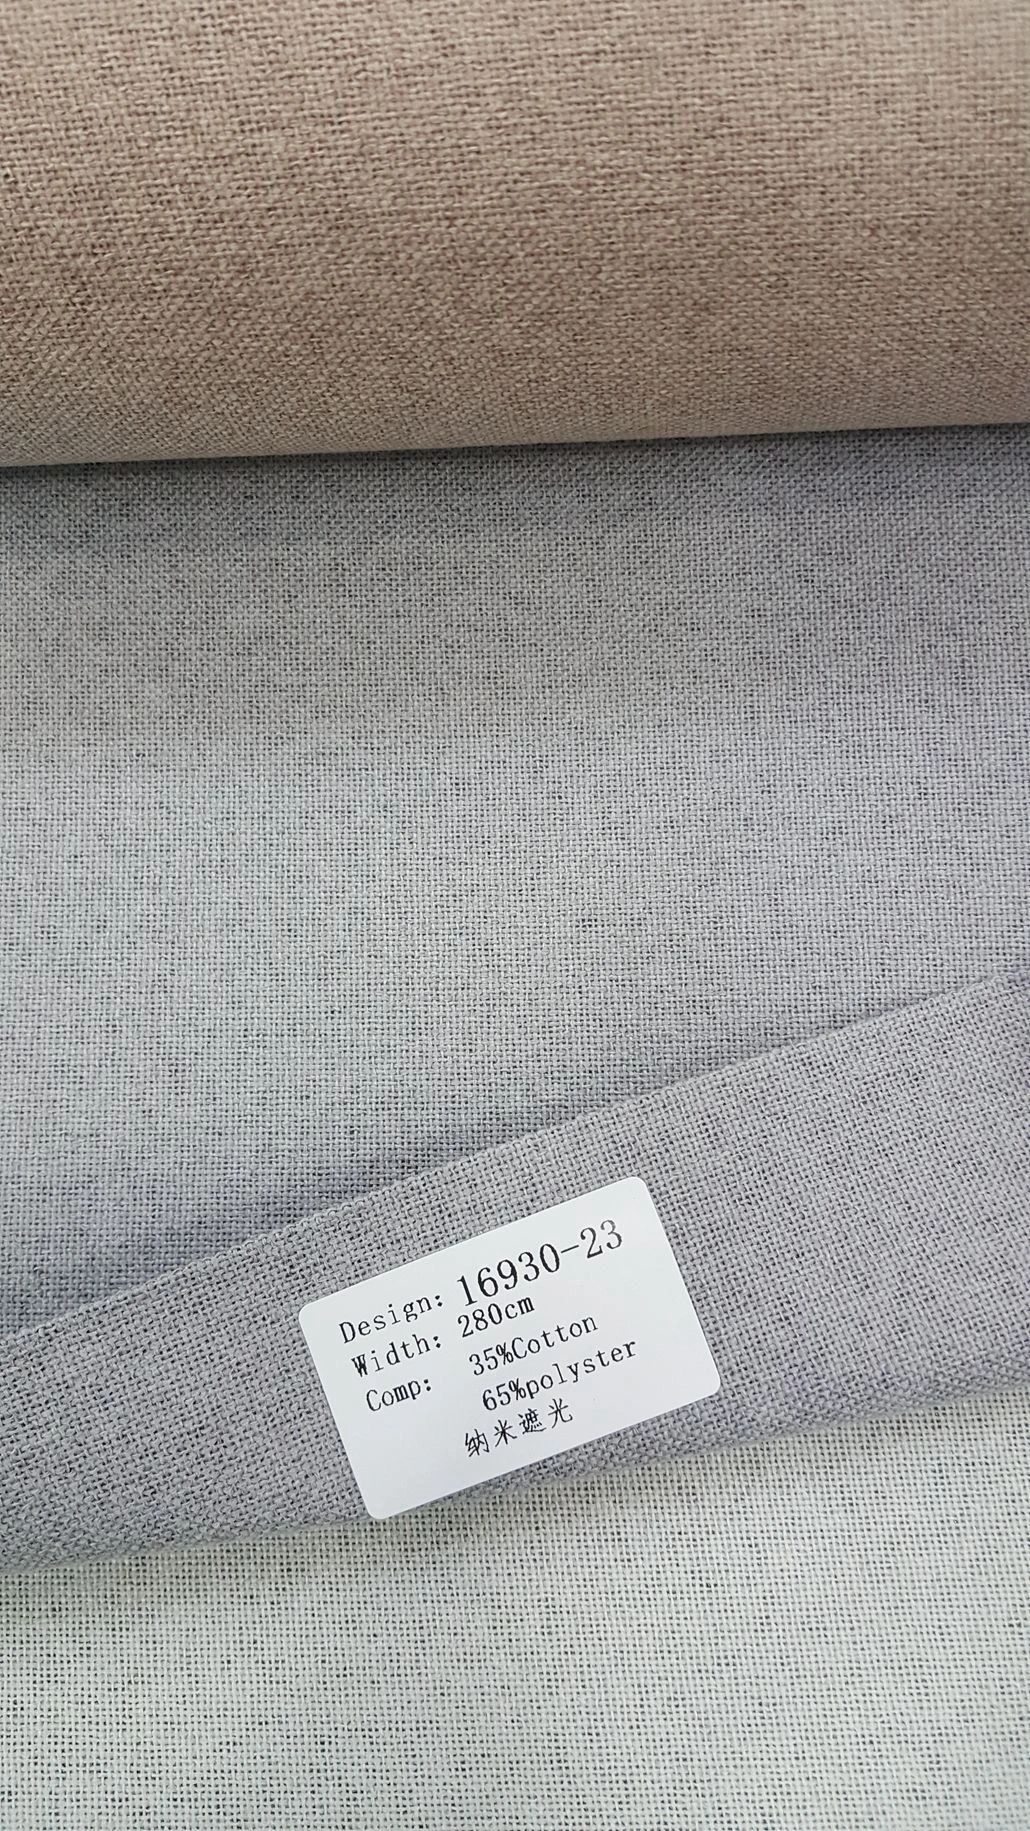 Design: 16930-23
Width: 280cm
Comp: 35%Cotton
65%polyster
纳米遮光